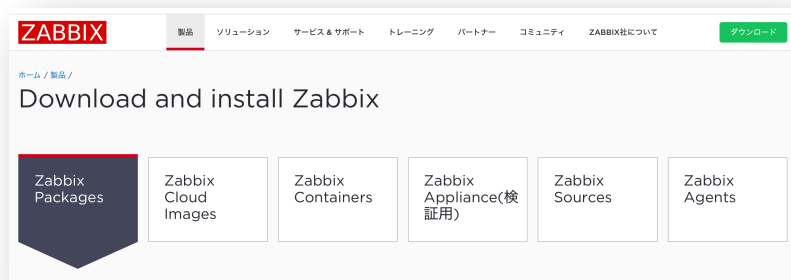 ZABBIX
製品 ソリューション サービス & サポート トレーニング パートナー コミュニティ ZABBIX社について ダウンロード
ホーム / 製品 /
Download and install Zabbix
Zabbix
Packages
Zabbix
Cloud
Images
Zabbix
Containers
Zabbix
Appliance(検
証用)
Zabbix
Sources
Zabbix
Agents